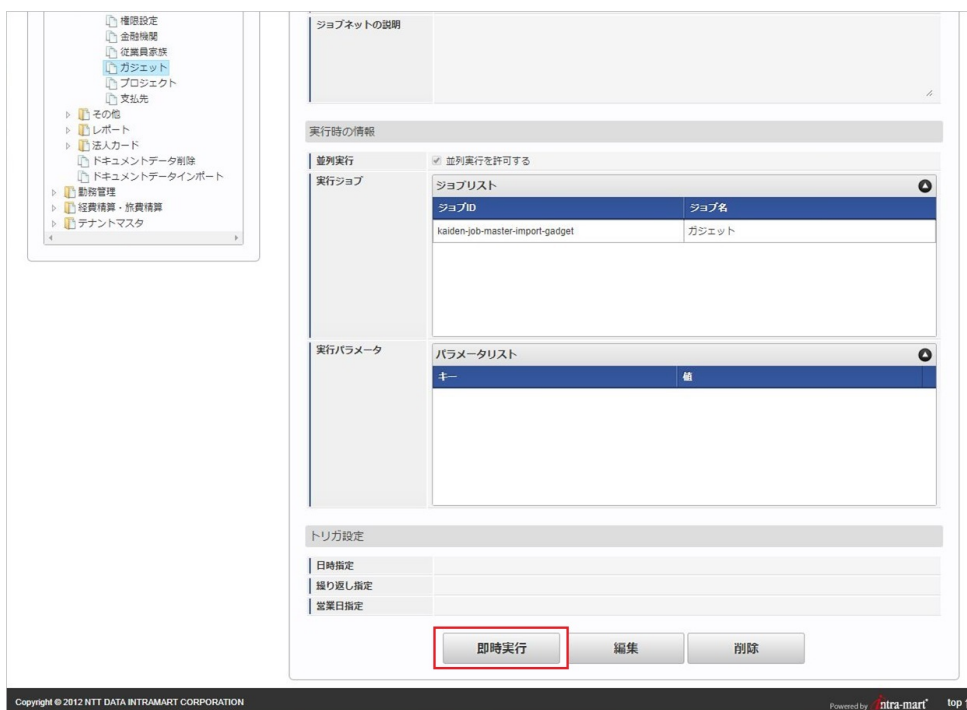 権限設定
金融機関
従業員家族
ガジェット
プロジェクト
支払先
その他
レポート
法人カード
ドキュメントデータ削除
ドキュメントデータインポート
勤務管理
経費精算・旅費精算
テナントマスタ
ジョブネットの説明
実行時の情報
並列実行
並列実行を許可する
実行ジョブ
ジョブリスト
ジョブID ジョブ名
kaiden-job-master-import-gadget ガジェット
実行パラメータ
パラメータリスト
キー 値
トリガ設定
日時指定
繰り返し指定
営業日指定
即時実行 編集 削除
Copyright © 2012 NTT DATA INTRAMART CORPORATION
Powered by intra-mart top